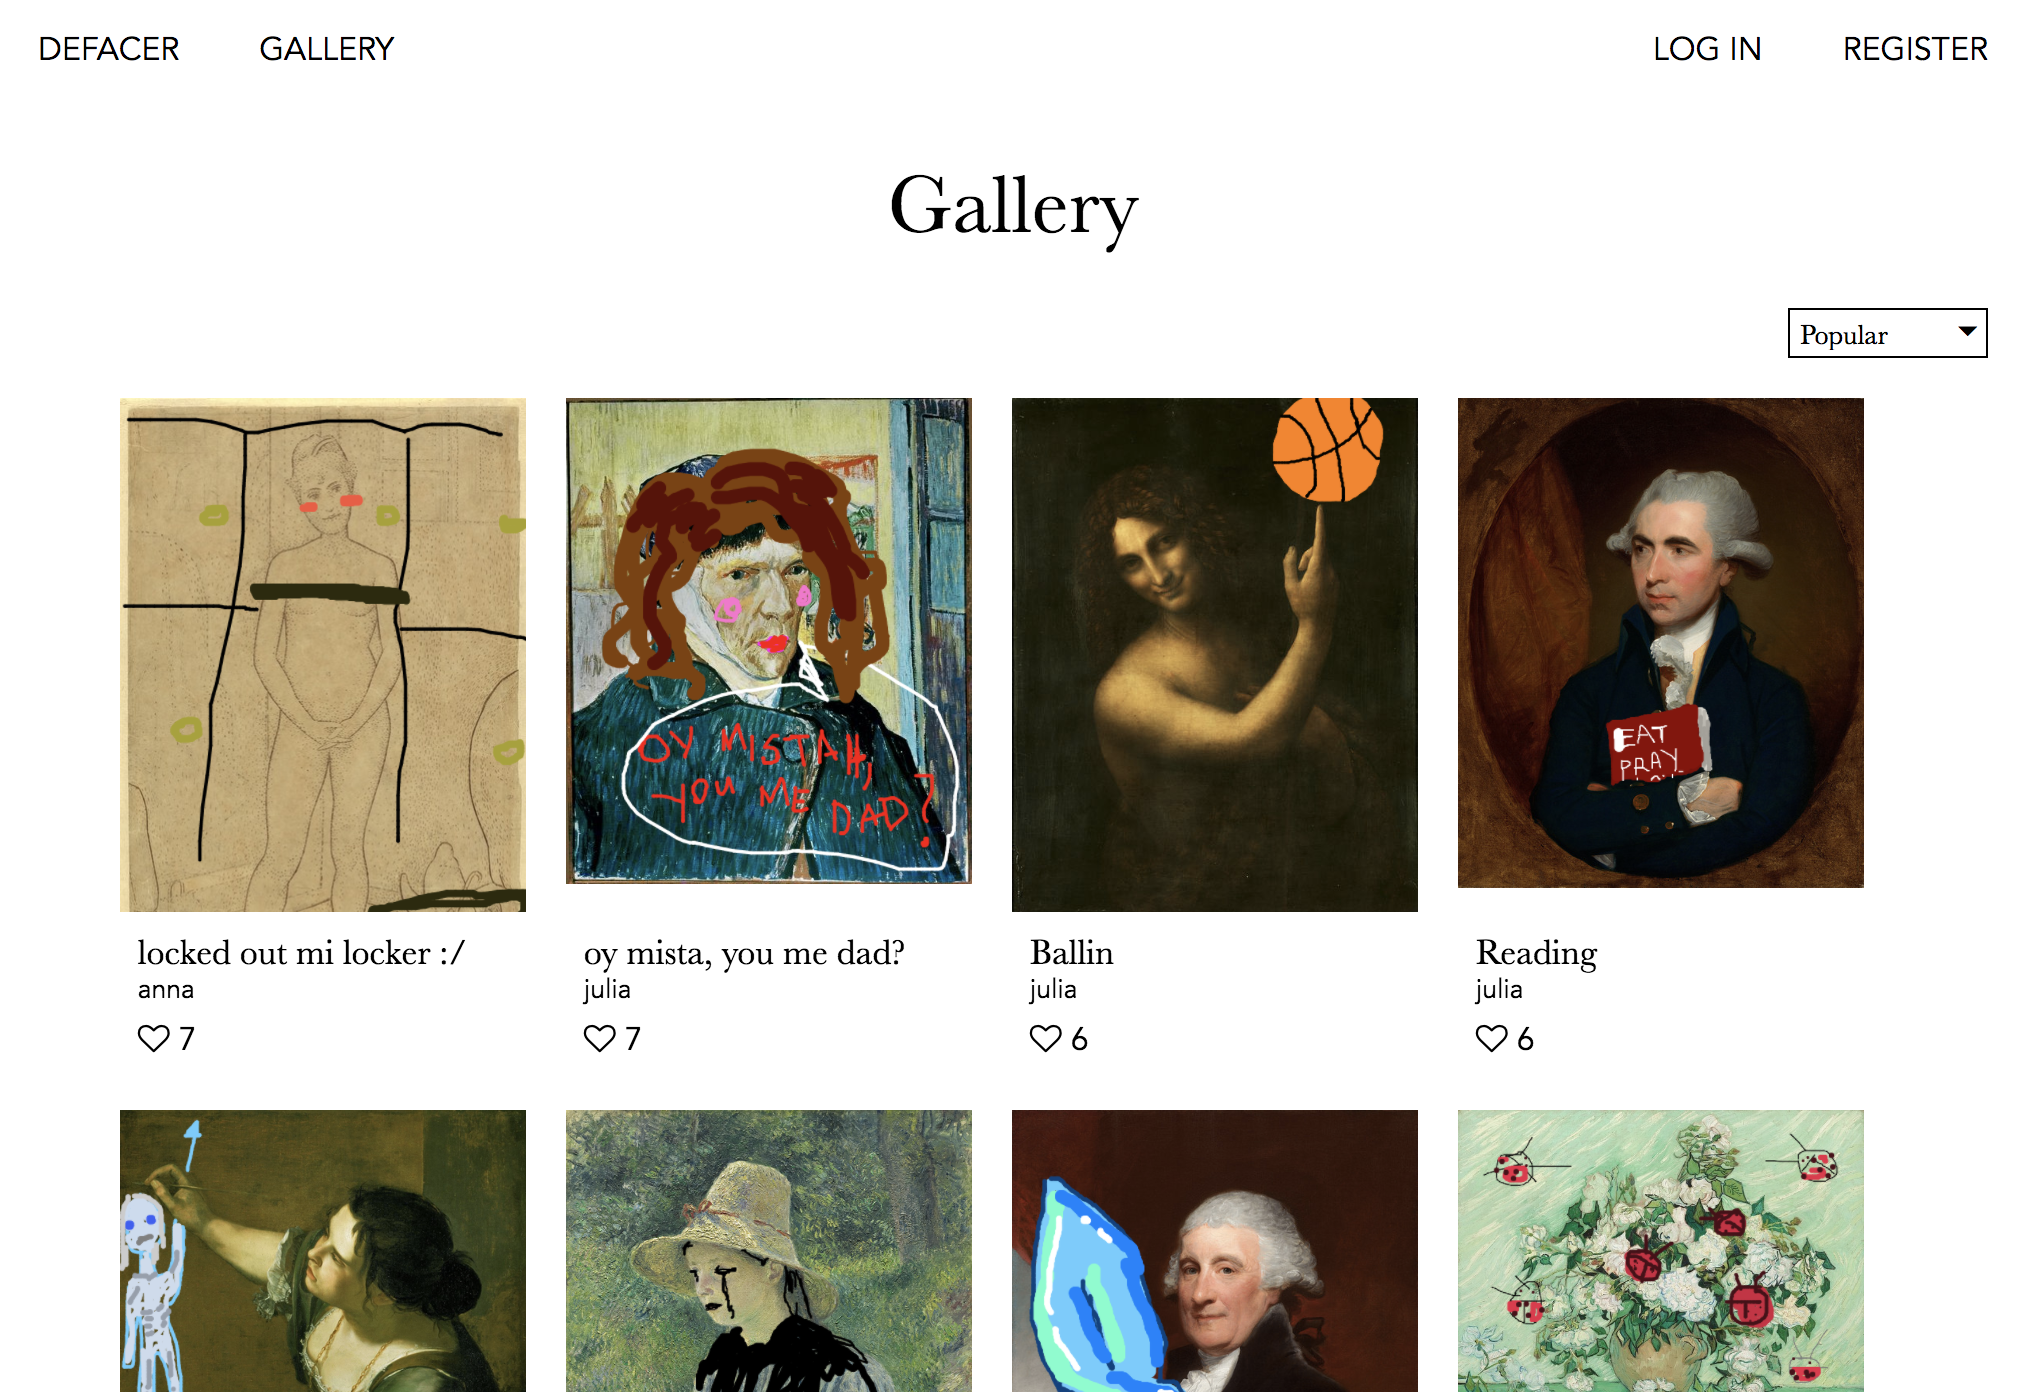 DEFACER GALLERY LOG IN REGISTER
Gallery
Popular
OY MISTAH,
YOU ME DAD?
EAT
PRAY
locked out mi locker :/
anna
7
oy mista, you me dad?
julia
7
Ballin
julia
6
Reading
julia
6